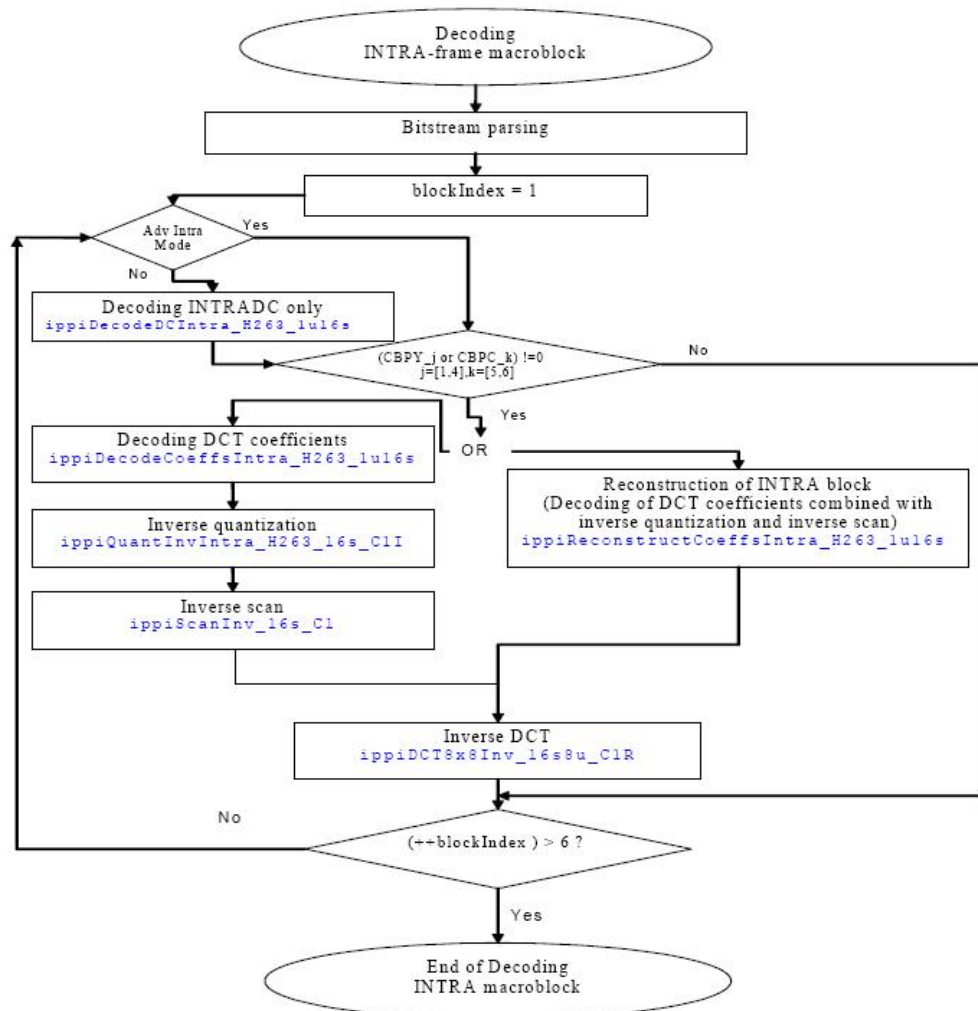 Decoding
INTRA-frame macroblock
Bitstream parsing
blockIndex = 1
Adv Intra
Mode
Yes
No
Decoding INTRADC only
ippiDecodeDCIntra_H263_1u16s
(CBPY_j or CBPC_k) !=0
j=[1,4],k=[5,6]
No
Yes
OR
Decoding DCT coefficients
ippiDecodeCoeffsIntra_H263_1u16s
Reconstruction of INTRA block
(Decoding of DCT coefficients combined with
inverse quantization and inverse scan)
ippiReconstructCoeffsIntra_H263_1u16s
Inverse quantization
ippiQuantInvIntra_H263_16s_C1I
Inverse scan
ippiScanInv_16s_C1
Inverse DCT
ippiDCT8x8Inv_16s8u_C1R
No
(++blockIndex ) > 6 ?
Yes
End of Decoding
INTRA macroblock